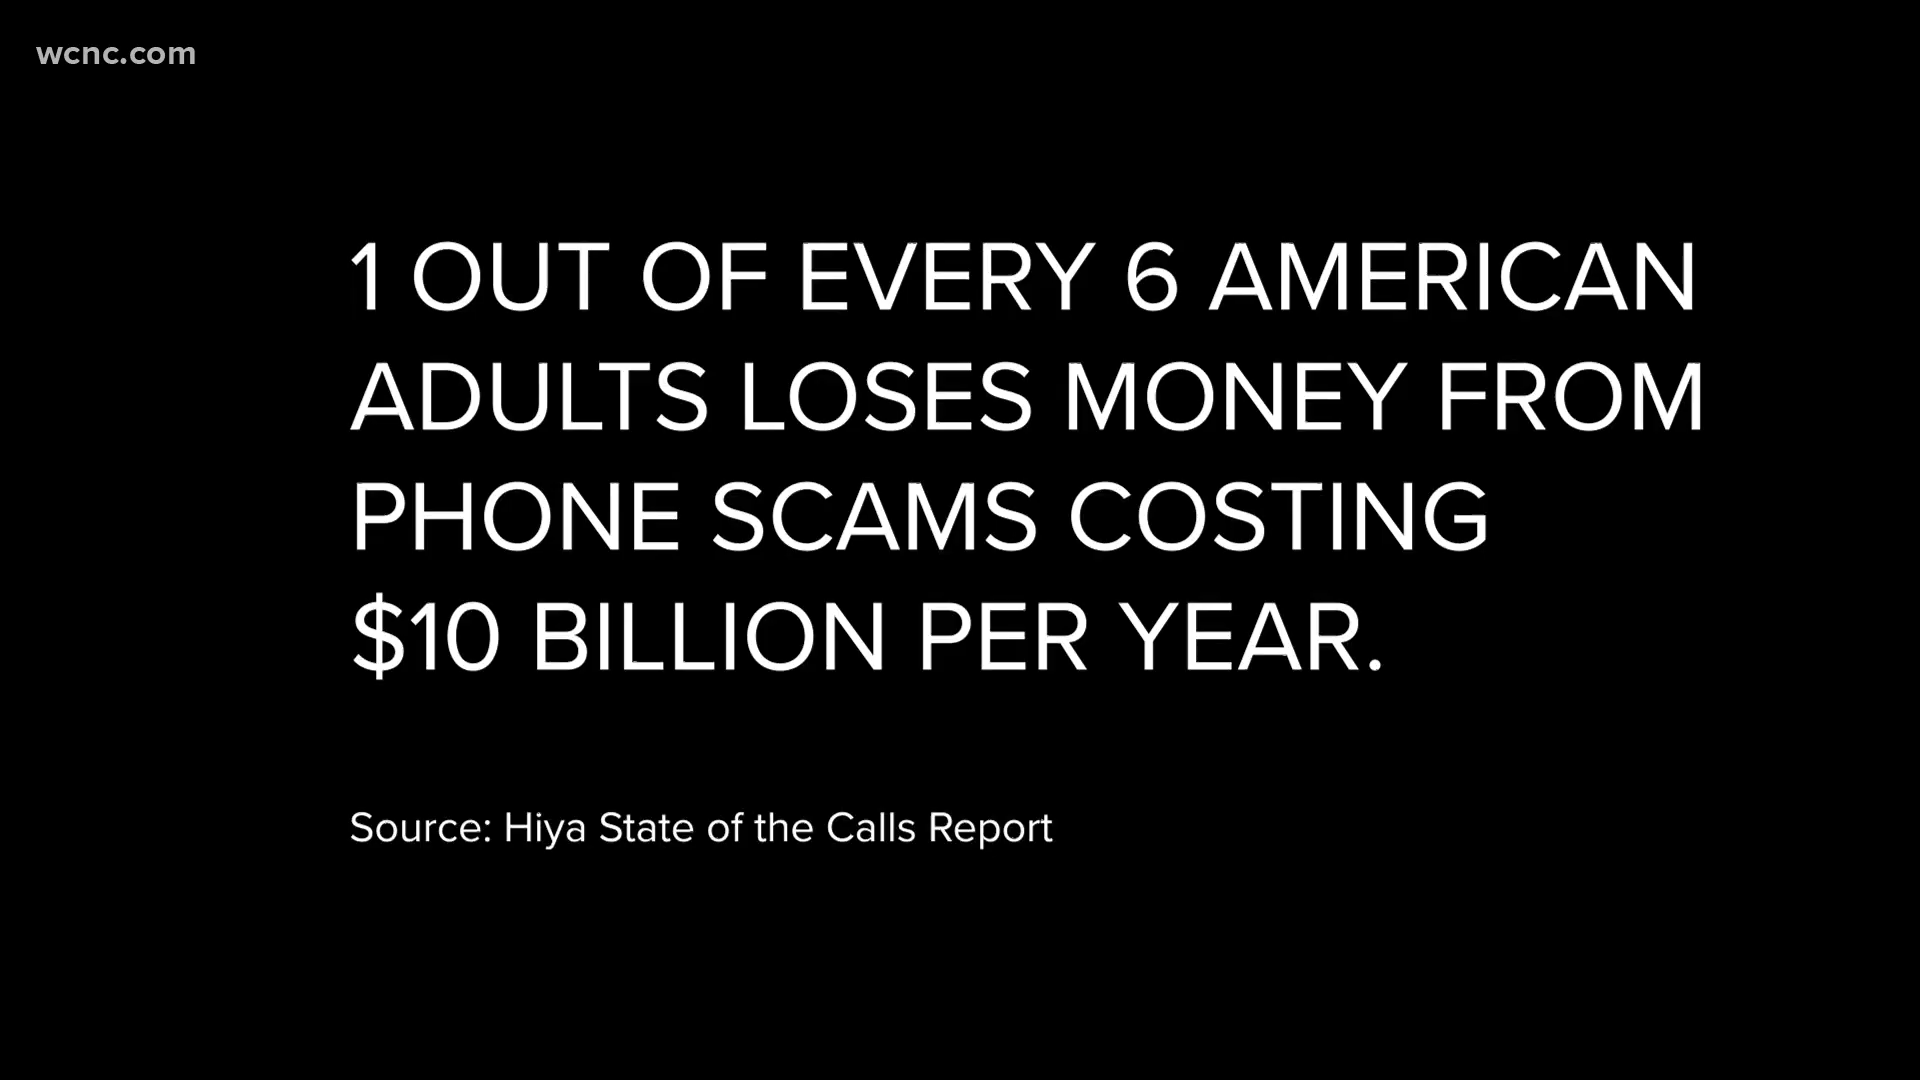 wcnc.com
1 OUT OF EVERY 6 AMERICAN
ADULTS LOSES MONEY FROM
PHONE SCAMS COSTING
$10 BILLION PER YEAR.
Source: Hiya State of the Calls Report